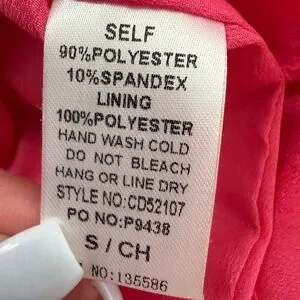 SELF
90%POLYESTER
10%SPANDEX
LINING
100%POLYESTER
HAND WASH COLD
DO NOT BLEACH
HANG OR LINE DRY
STYLE NO:CD52107
PO NO:P9438
S / CH
NO:135586